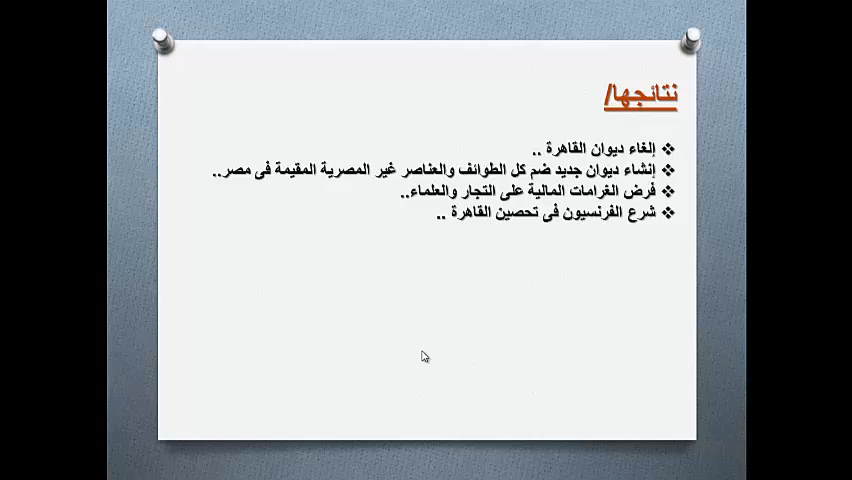 نتائجها/
❖ إلغاء ديوان القاهرة ..
❖ إنشاء ديوان جديد ضم كل الطوائف والعناصر غير المصرية المقيمة فى مصر..
❖ فرض الغرامات المالية على التجار والعلماء..
❖ شرع الفرنسيون فى تحصين القاهرة ..